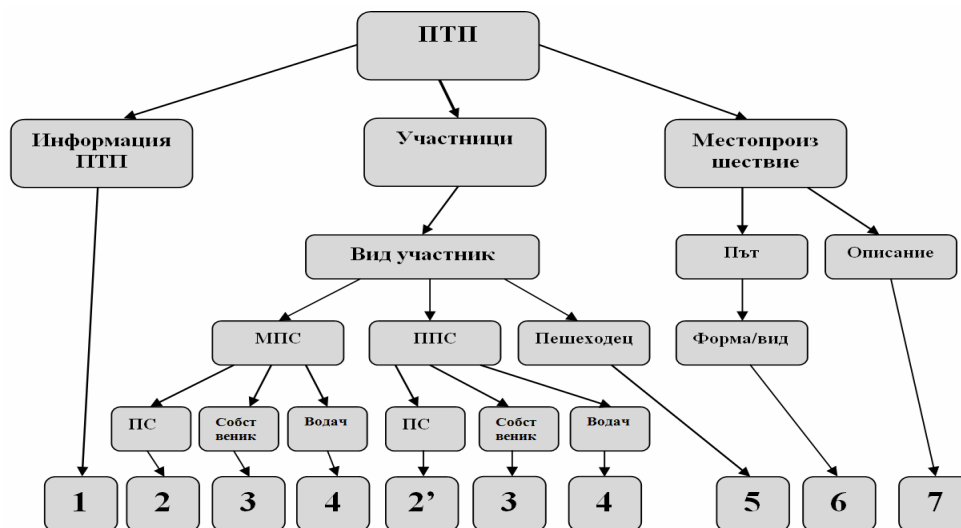 ПТП
Информация
ПТП
Участници
Местопроиз
шествие
Вид участник
Път
Описание
МПС
ППС
Пешеходец
Форма/вид
ПС
Собст
веник
Водач
ПС
Собст
веник
Водач
1
2
3
4
2’
3
4
5
6
7